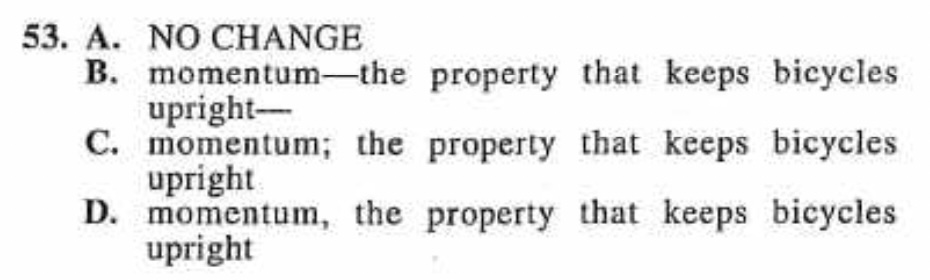 53. A. NO CHANGE
B. momentum—the property that keeps bicycles
upright—
C. momentum; the property that keeps bicycles
upright
D. momentum, the property that keeps bicycles
upright